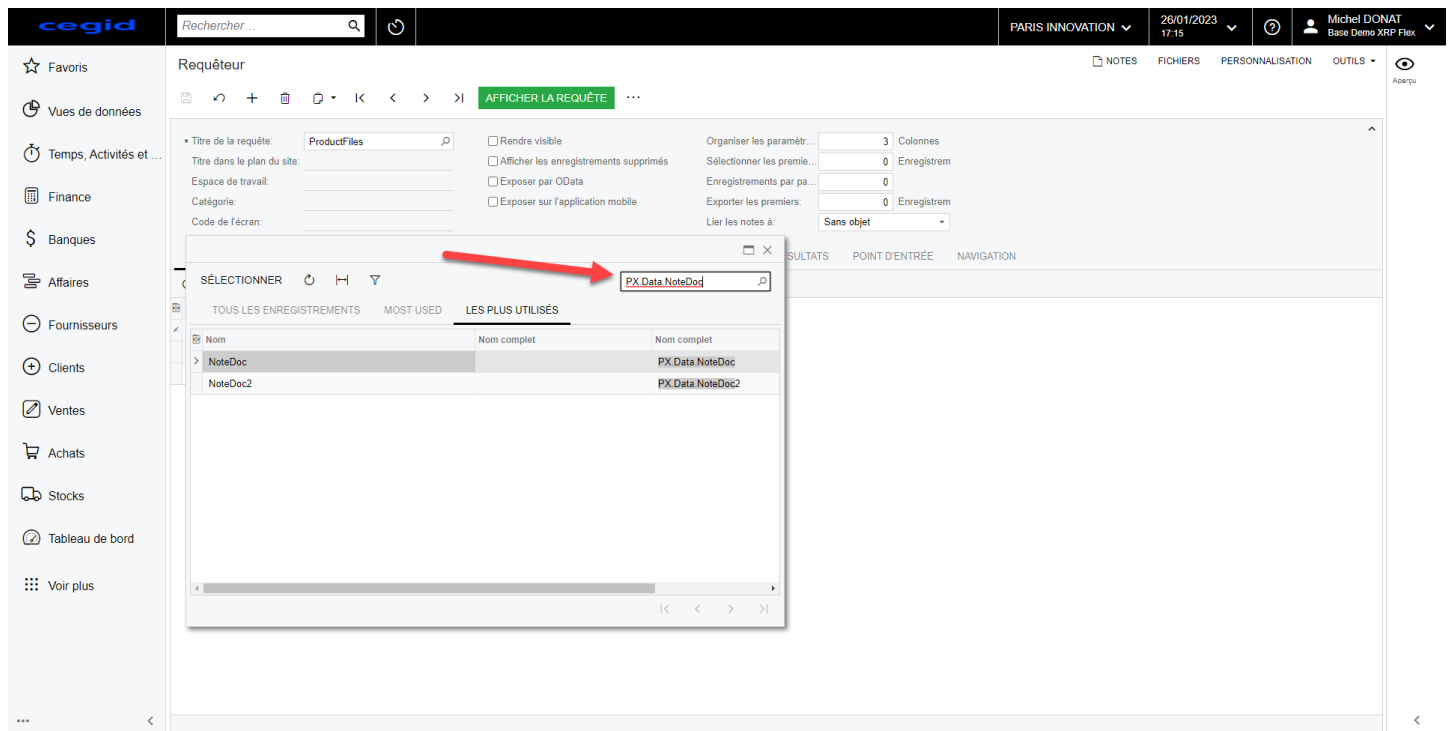 cegid
Rechercher...
PARIS INNOVATION
26/01/2023
17:15
Michel DONAT
Base Demo XRP Flex
Favoris
Vues de données
Temps, Activités et ...
Finance
Banques
Affaires
Fournisseurs
Clients
Ventes
Achats
Stocks
Tableau de bord
Voir plus
Requêteur
NOTES FICHIERS PERSONNALISATION OUTILS
Aperçu
AFFICHER LA REQUÊTE
* Titre de la requête: ProductFiles
Titre dans le plan du site:
Espace de travail:
Catégorie:
Code de l'écran:
Rendre visible
Afficher les enregistrements supprimés
Exposer par OData
Exposer sur l'application mobile
Organiser les paramètr... 3 Colonnes
Sélectionner les premie... 0 Enregistrem
Enregistrements par pa... 0
Exporter les premiers: 0 Enregistrem
Lier les notes à: Sans objet
SULTATS POINT D'ENTRÉE NAVIGATION
SÉLECTIONNER
PX.Data.NoteDoc
TOUS LES ENREGISTREMENTS MOST USED LES PLUS UTILISÉS
Nom Nom complet Nom complet
NoteDoc PX.Data.NoteDoc
NoteDoc2 PX.Data.NoteDoc2